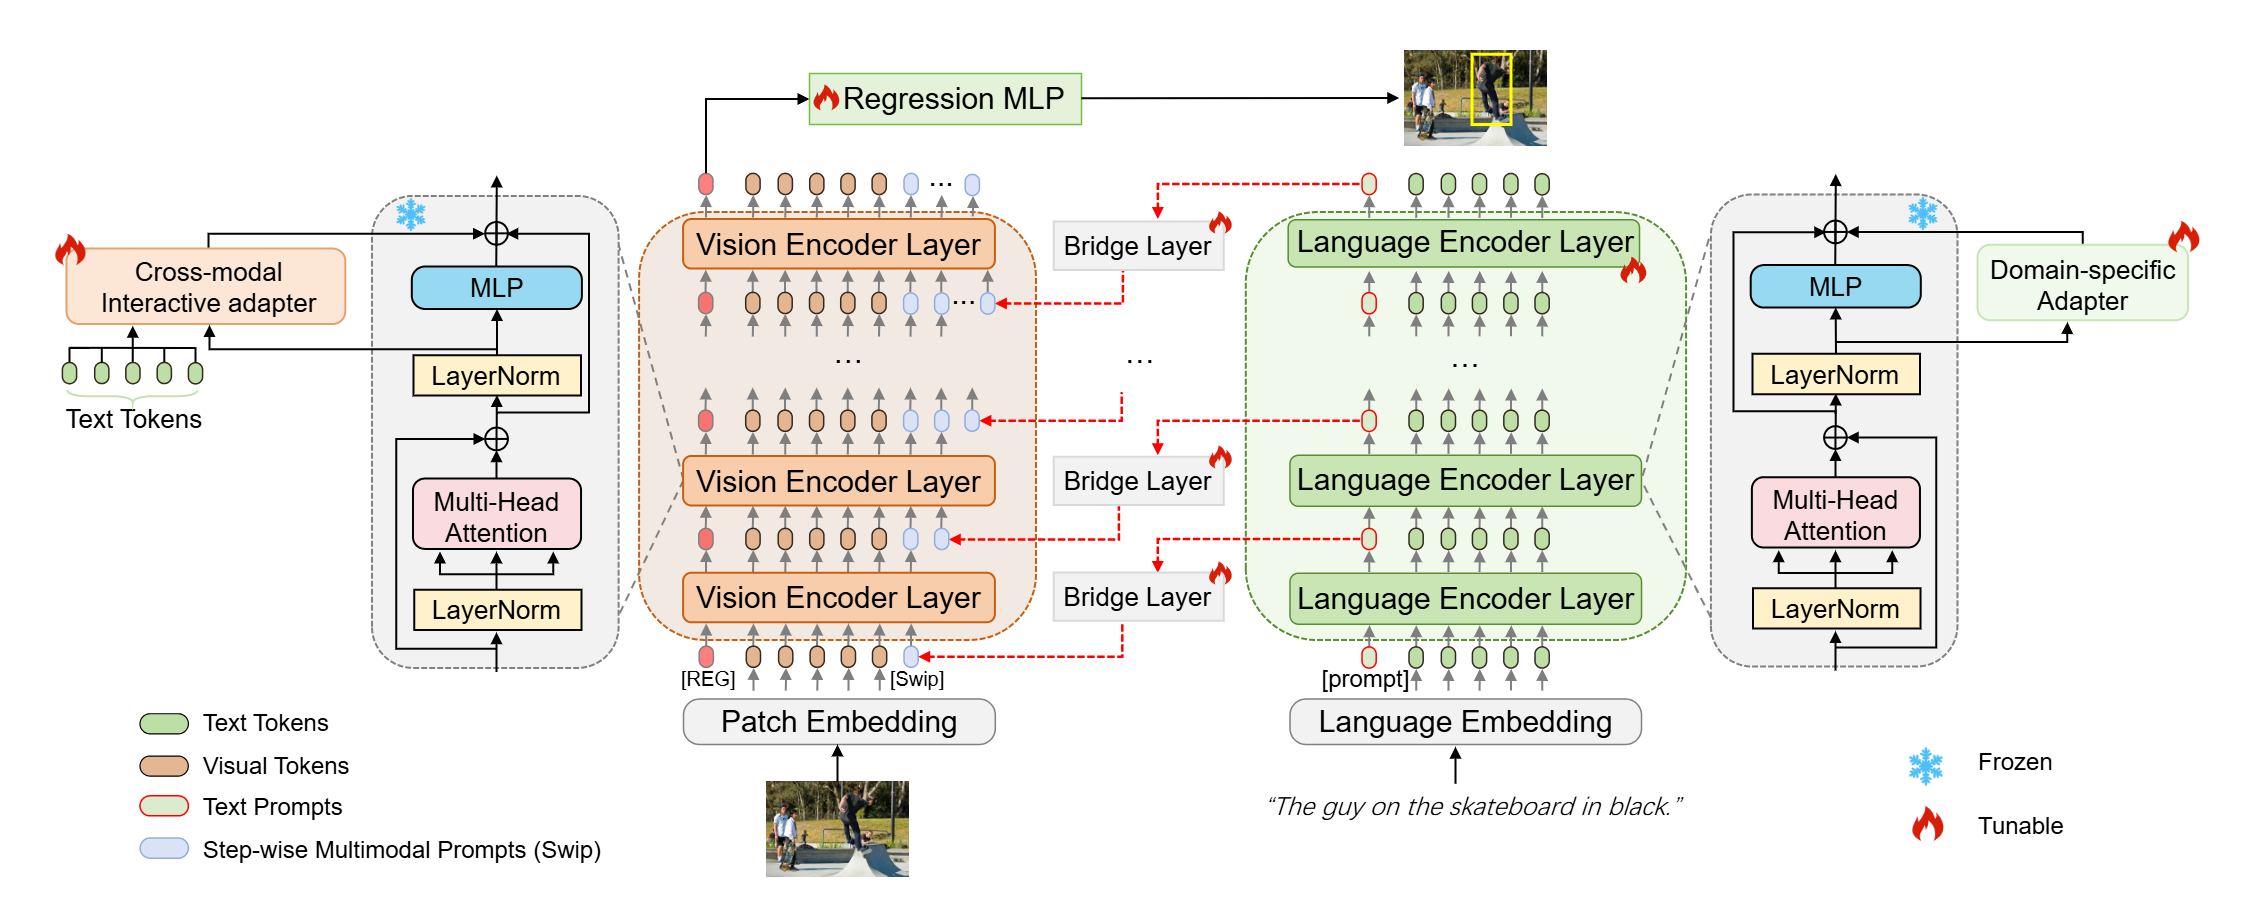 Regression MLP
Cross-modal
Interactive adapter
Text Tokens
MLP
LayerNorm
Multi-Head
Attention
LayerNorm
Vision Encoder Layer
...
...
...
Vision Encoder Layer
Vision Encoder Layer
[REG]
[Swip]
Patch Embedding
Bridge Layer
...
Bridge Layer
Bridge Layer
Language Encoder Layer
...
Language Encoder Layer
Language Encoder Layer
[prompt]
Language Embedding
“The guy on the skateboard in black.”
MLP
LayerNorm
Multi-Head
Attention
LayerNorm
Domain-specific
Adapter
Text Tokens
Visual Tokens
Text Prompts
Step-wise Multimodal Prompts (Swip)
Frozen
Tunable